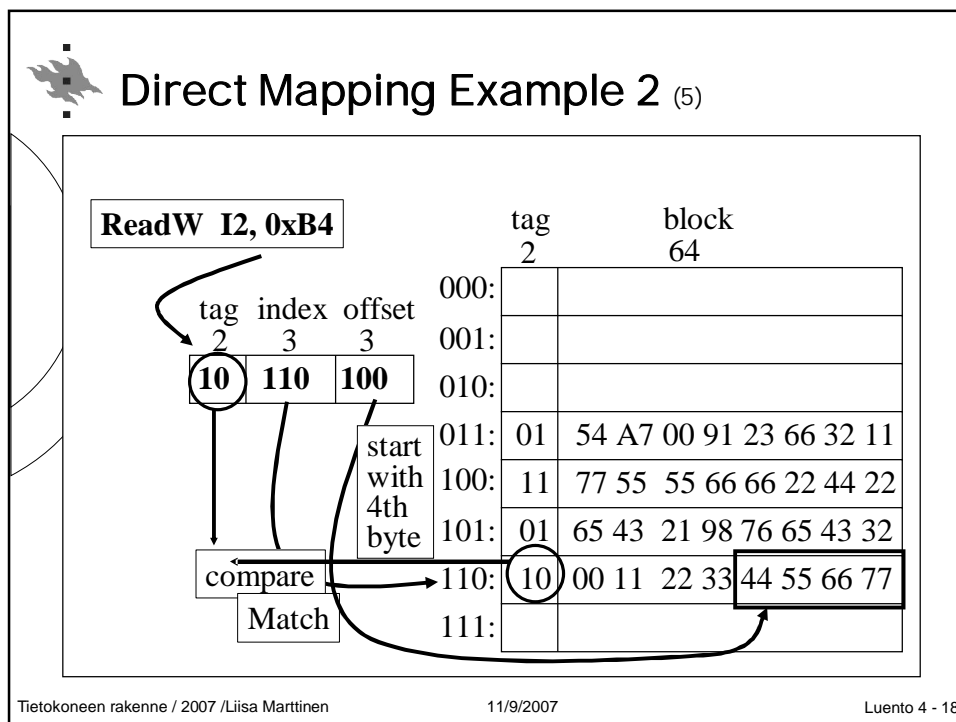 Direct Mapping Example 2 (5)
ReadW I2, 0xB4
tag index offset
2 3 3
10 110 100
start
with
4th
byte
compare
Match
tag block
2 64
000:
001:
010:
011: 01 54 A7 00 91 23 66 32 11
100: 11 77 55 55 66 66 22 44 22
101: 01 65 43 21 98 76 65 43 32
110: 10 00 11 22 33 44 55 66 77
111:
Tietokoneen rakenne / 2007 /Liisa Marttinen 11/9/2007 Luento 4 - 18